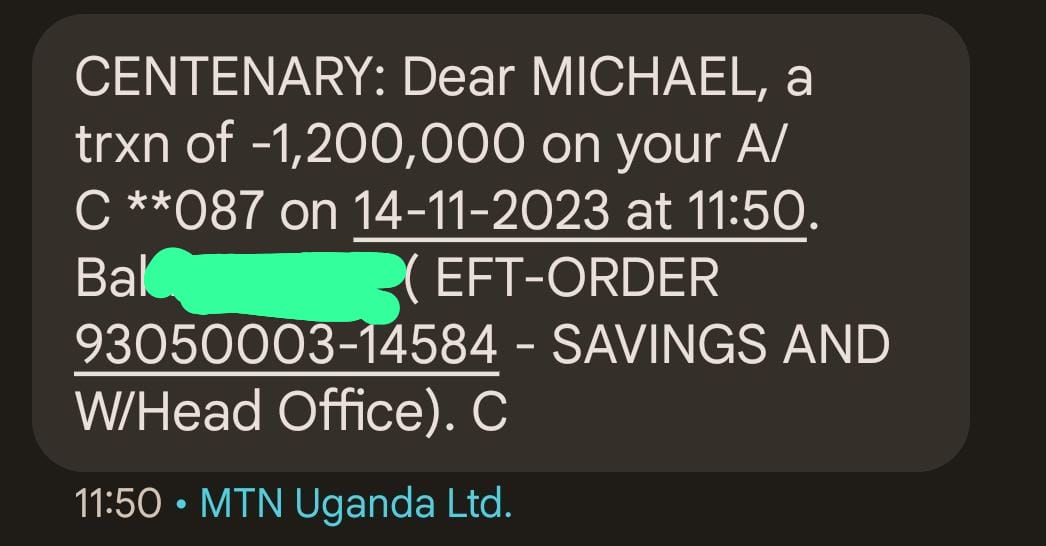 CENTENARY: Dear MICHAEL, a
trxn of -1,200,000 on your A/
C **087 on 14-11-2023 at 11:50.
Bal ( EFT-ORDER
93050003-14584 - SAVINGS AND
W/Head Office). C
11:50 • MTN Uganda Ltd.